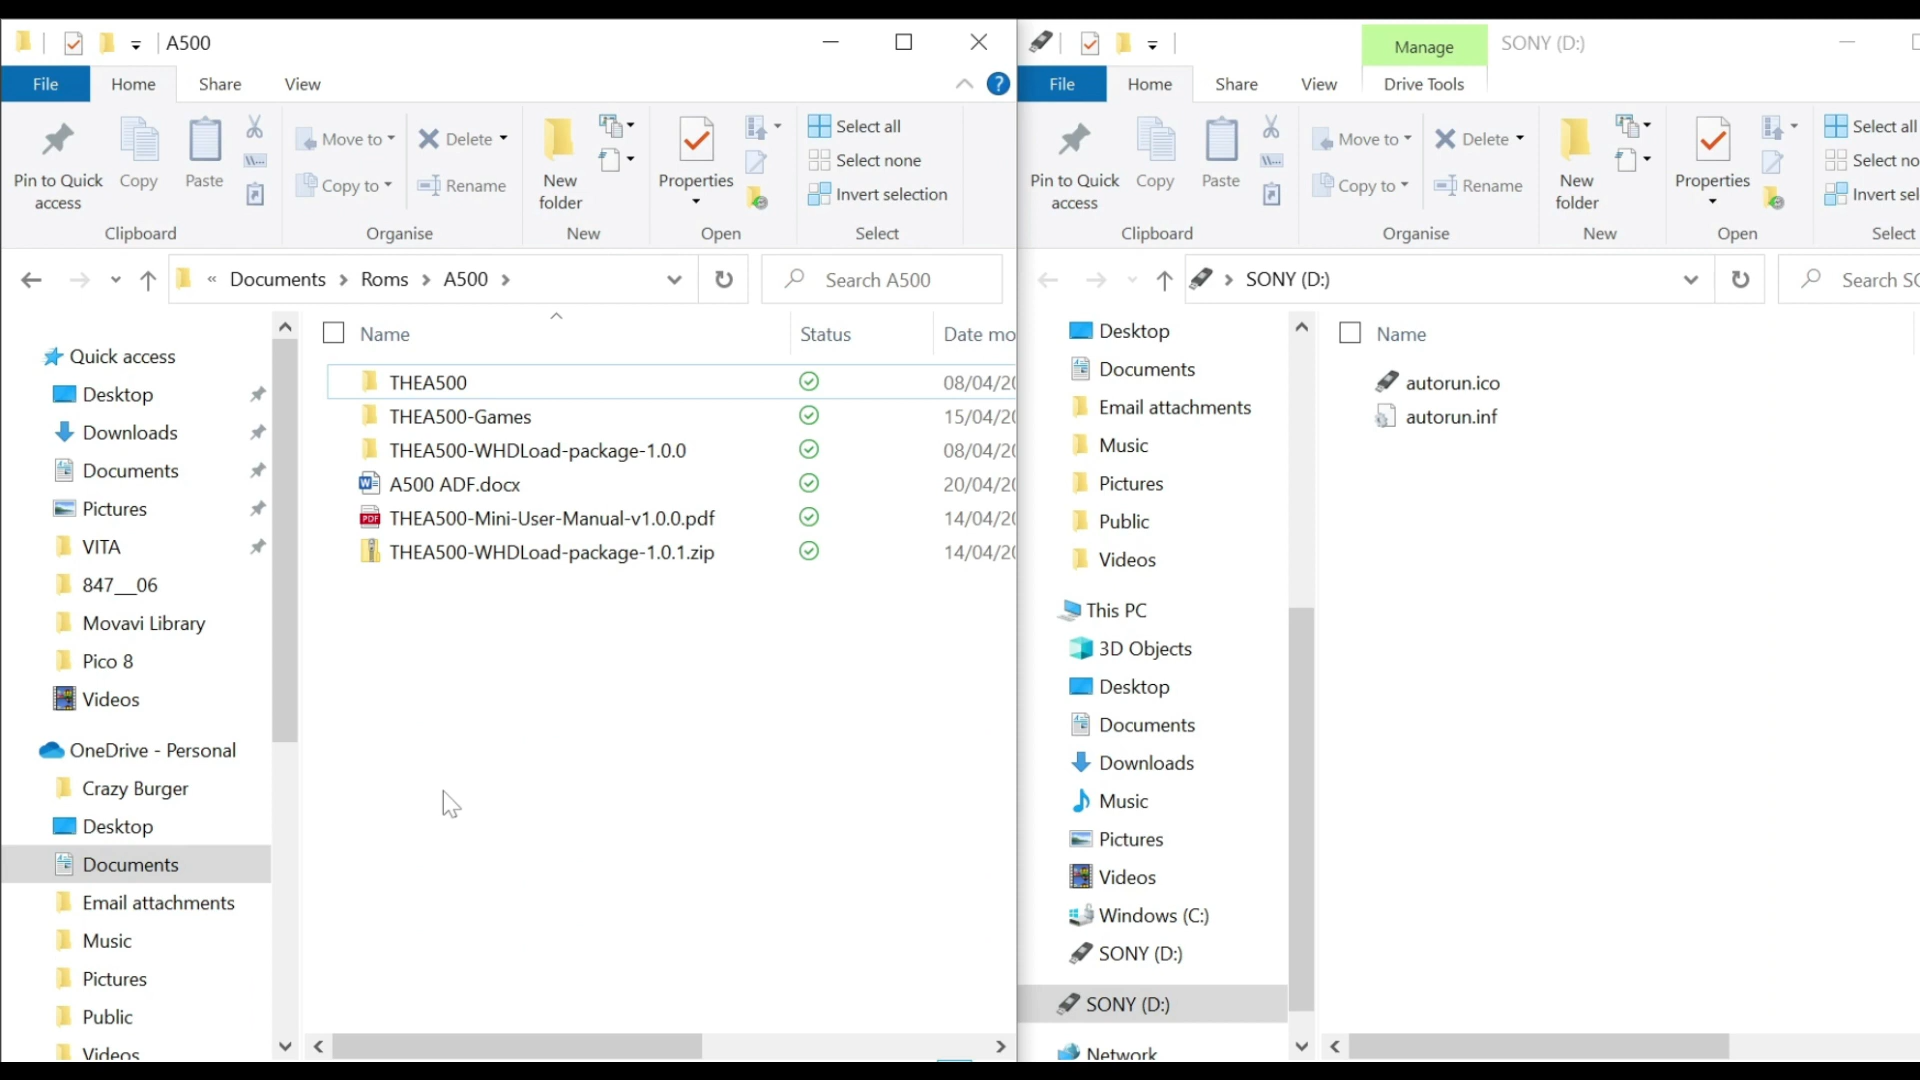 A500
File Home Share View
Pin to Quick access
Copy
Paste
Clipboard
Move to
Copy to
Delete
Rename
Organise
New folder
New
Properties
Open
Select all
Select none
Invert selection
Select
« Documents > Roms > A500 >
Search A500
Quick access
Desktop
Downloads
Documents
Pictures
VITA
847__06
Movavi Library
Pico 8
Videos
OneDrive - Personal
Crazy Burger
Desktop
Documents
Email attachments
Music
Pictures
Public
Videos
Name Status Date mo
THEA500 08/04/20
THEA500-Games 15/04/20
THEA500-WHDLoad-package-1.0.0 08/04/20
A500 ADF.docx 20/04/20
THEA500-Mini-User-Manual-v1.0.0.pdf 14/04/20
THEA500-WHDLoad-package-1.0.1.zip 14/04/20
Manage SONY (D:)
File Home Share View Drive Tools
Pin to Quick access
Copy
Paste
Clipboard
Move to
Copy to
Delete
Rename
Organise
New folder
New
Properties
Open
Select all
Select no
Invert sel
Select
> SONY (D:)
Search SO
Desktop
Documents
Email attachments
Music
Pictures
Public
Videos
This PC
3D Objects
Desktop
Documents
Downloads
Music
Pictures
Videos
Windows (C:)
SONY (D:)
SONY (D:)
Network
Name
autorun.ico
autorun.inf